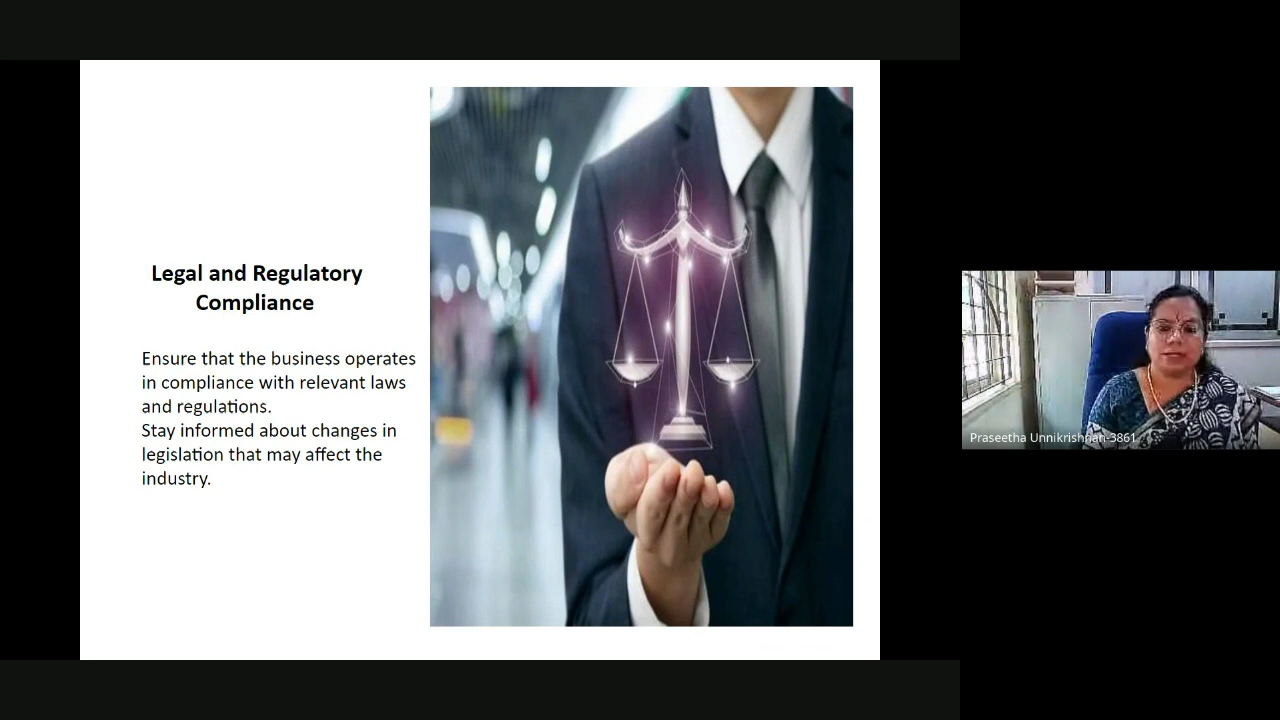 Legal and Regulatory
Compliance
Ensure that the business operates
in compliance with relevant laws
and regulations.
Stay informed about changes in
legislation that may affect the
industry.
Praseetha Unnikrishnan-3861